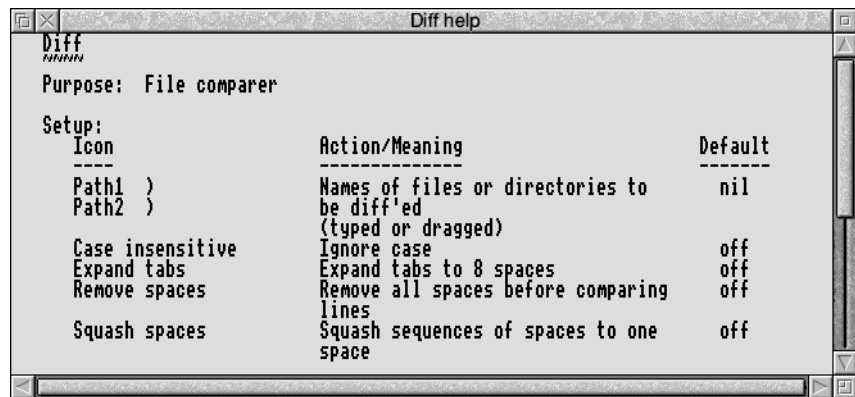 Diff help
Diff
Purpose:  File comparer
Setup:
Icon                          Action/Meaning                          Default
----                          --------------                          -------
Path1  )                      Names of files or directories to        nil
Path2  )                      be diff'ed
                              (typed or dragged)
Case insensitive              Ignore case                             off
Expand tabs                   Expand tabs to 8 spaces                 off
Remove spaces                 Remove all spaces before comparing      off
                              lines
Squash spaces                 Squash sequences of spaces to one       off
                              space